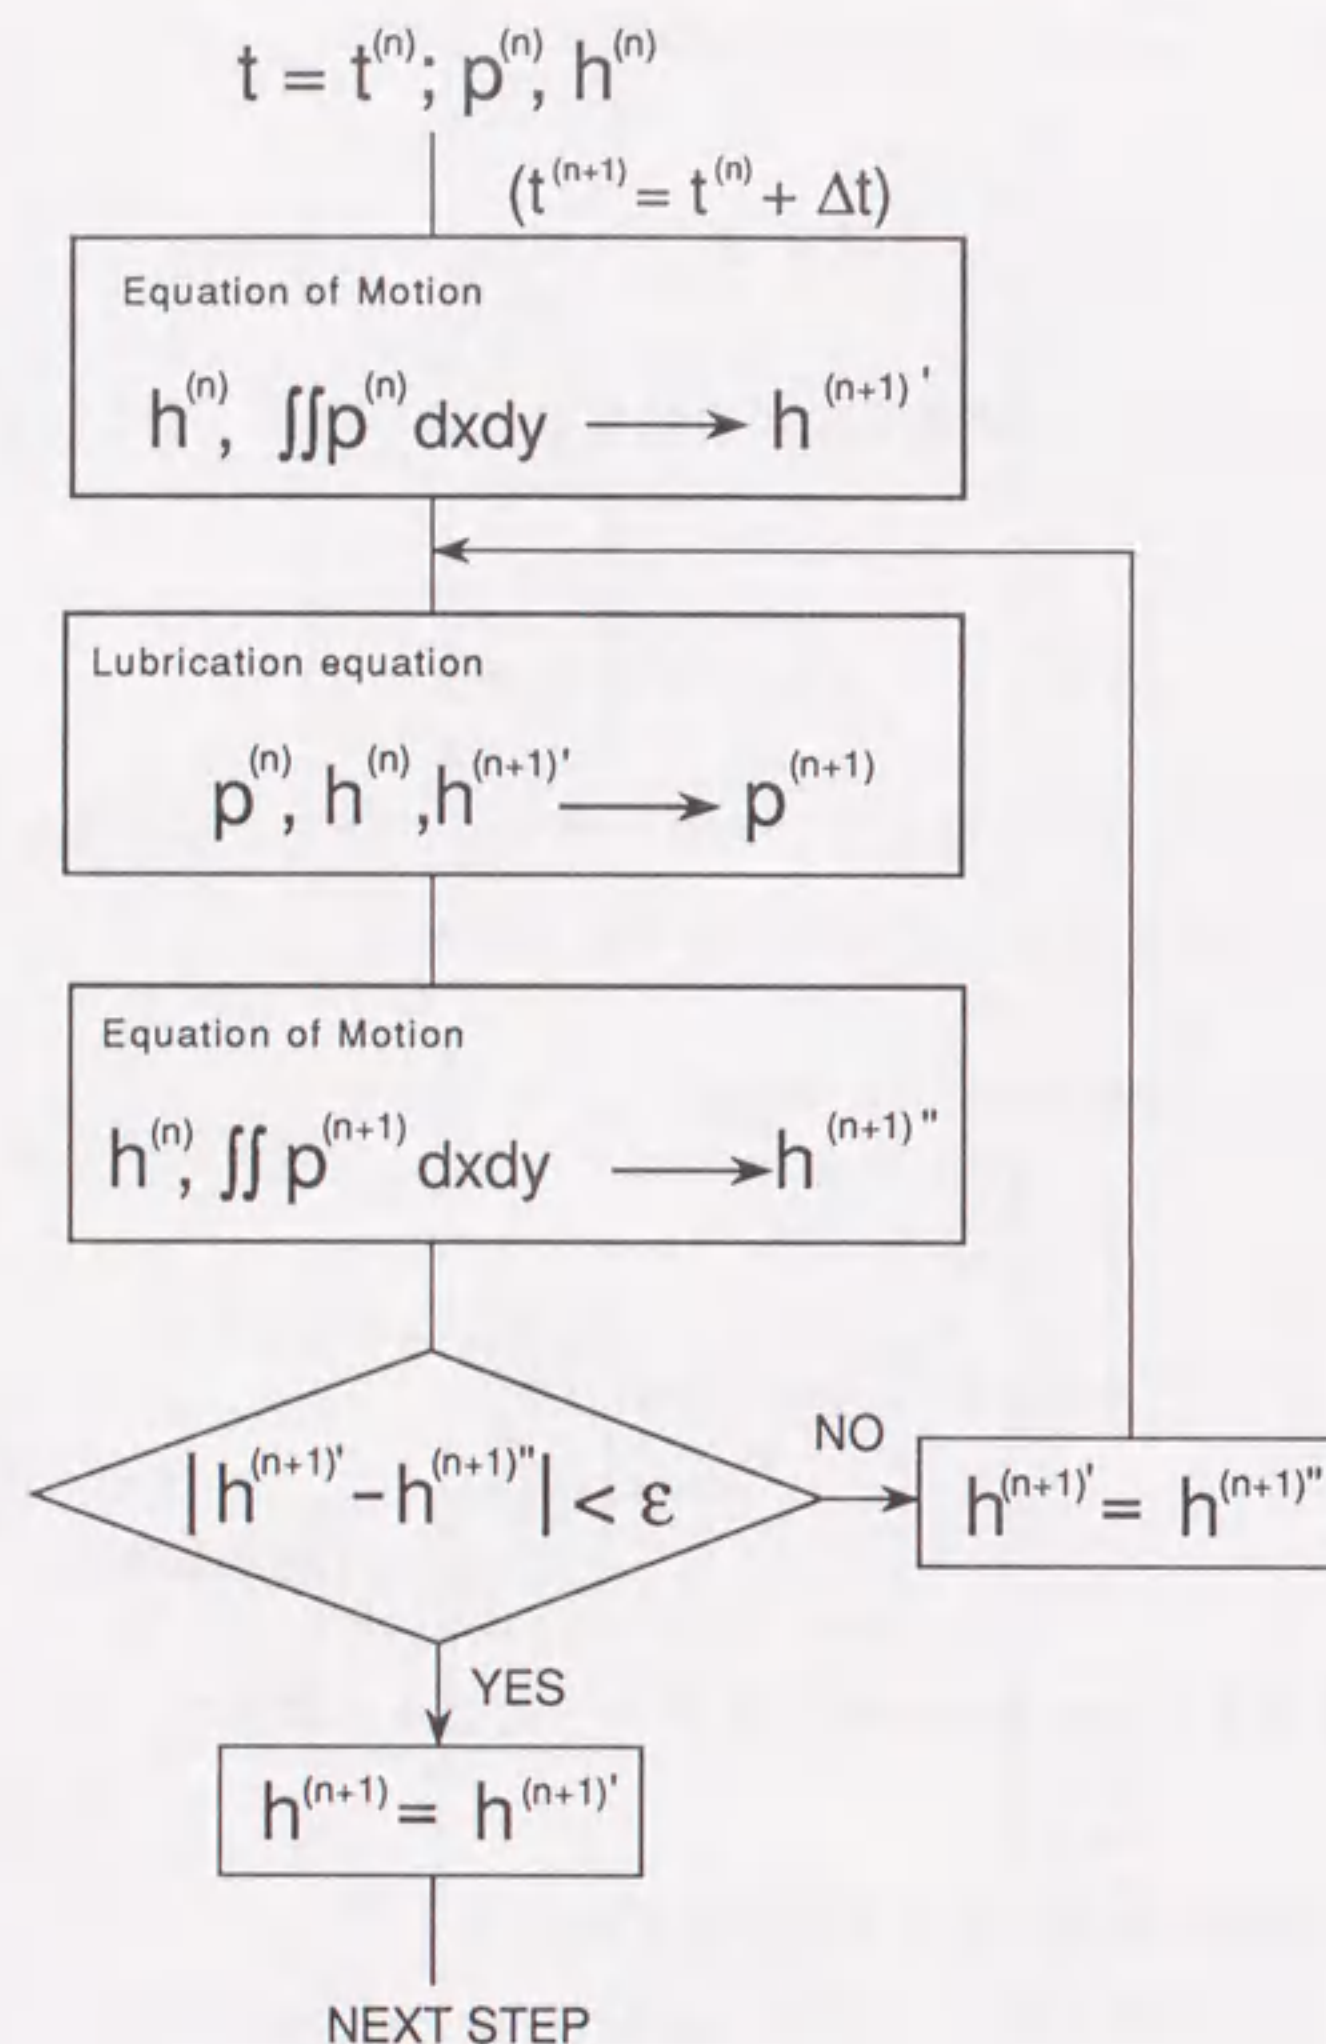 t = t⁽ⁿ⁾; p⁽ⁿ⁾, h⁽ⁿ⁾
(t⁽ⁿ⁺¹⁾ = t⁽ⁿ⁾ + Δt)
Equation of Motion
h⁽ⁿ⁾, ∬p⁽ⁿ⁾ dxdy ⟶ h⁽ⁿ⁺¹⁾'
Lubrication equation
p⁽ⁿ⁾, h⁽ⁿ⁾, h⁽ⁿ⁺¹⁾' ⟶ p⁽ⁿ⁺¹⁾
Equation of Motion
h⁽ⁿ⁾, ∬ p⁽ⁿ⁺¹⁾ dxdy ⟶ h⁽ⁿ⁺¹⁾"
|h⁽ⁿ⁺¹⁾' − h⁽ⁿ⁺¹⁾"| < ε
NO
h⁽ⁿ⁺¹⁾' = h⁽ⁿ⁺¹⁾"
YES
h⁽ⁿ⁺¹⁾ = h⁽ⁿ⁺¹⁾'
NEXT STEP